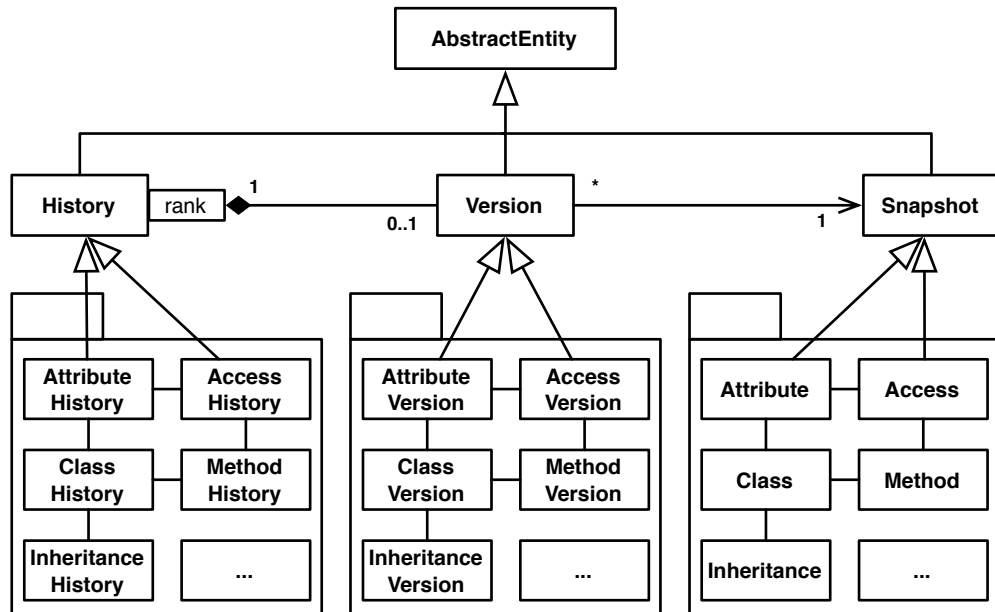 AbstractEntity
History
rank
1
0..1
Version
*
1
Snapshot
Attribute
History
Access
History
Class
History
Method
History
Inheritance
History
...
Attribute
Version
Access
Version
Class
Version
Method
Version
Inheritance
Version
...
Attribute
Access
Class
Method
Inheritance
...